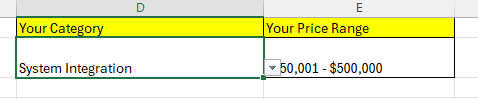 D E
Your Category Your Price Range
System Integration 50,001 - $500,000